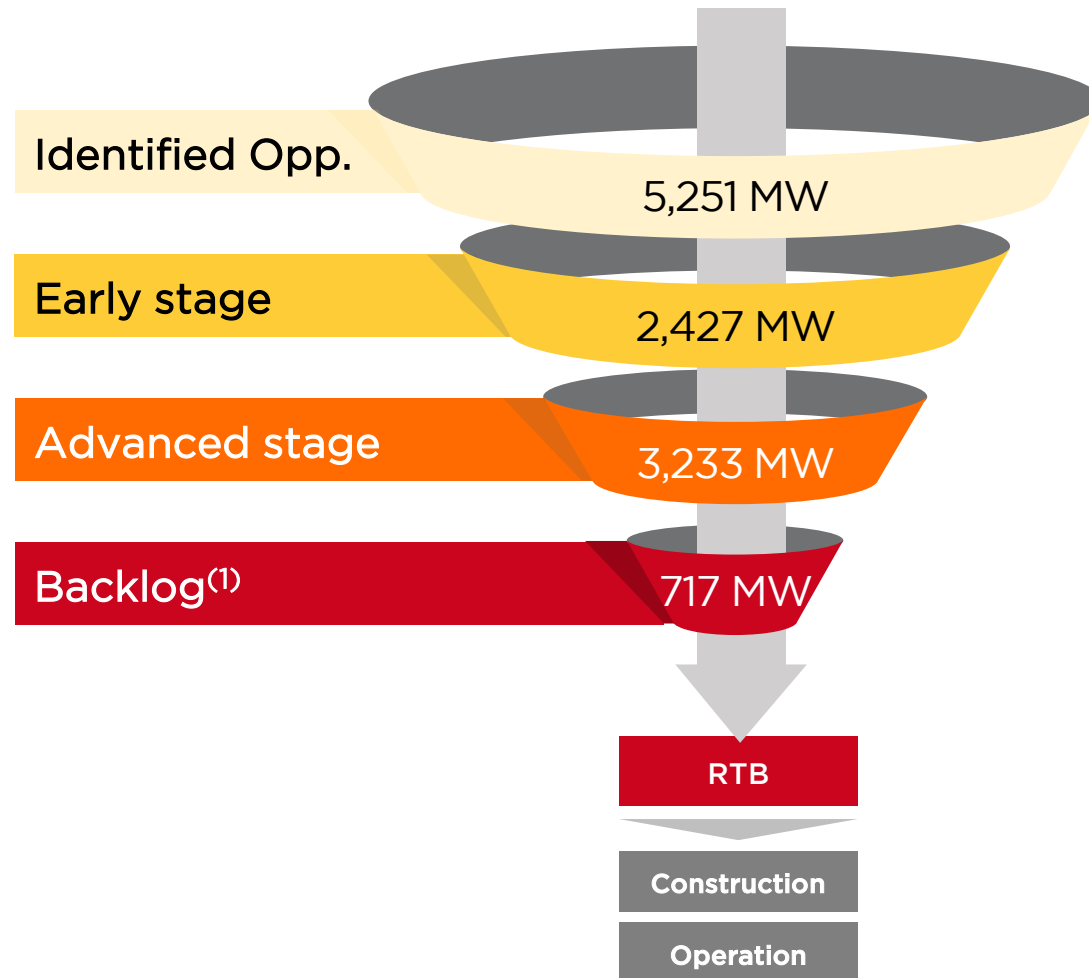 Identified Opp.
5,251 MW
Early stage
2,427 MW
Advanced stage
3,233 MW
Backlog(1)
717 MW
RTB
Construction
Operation